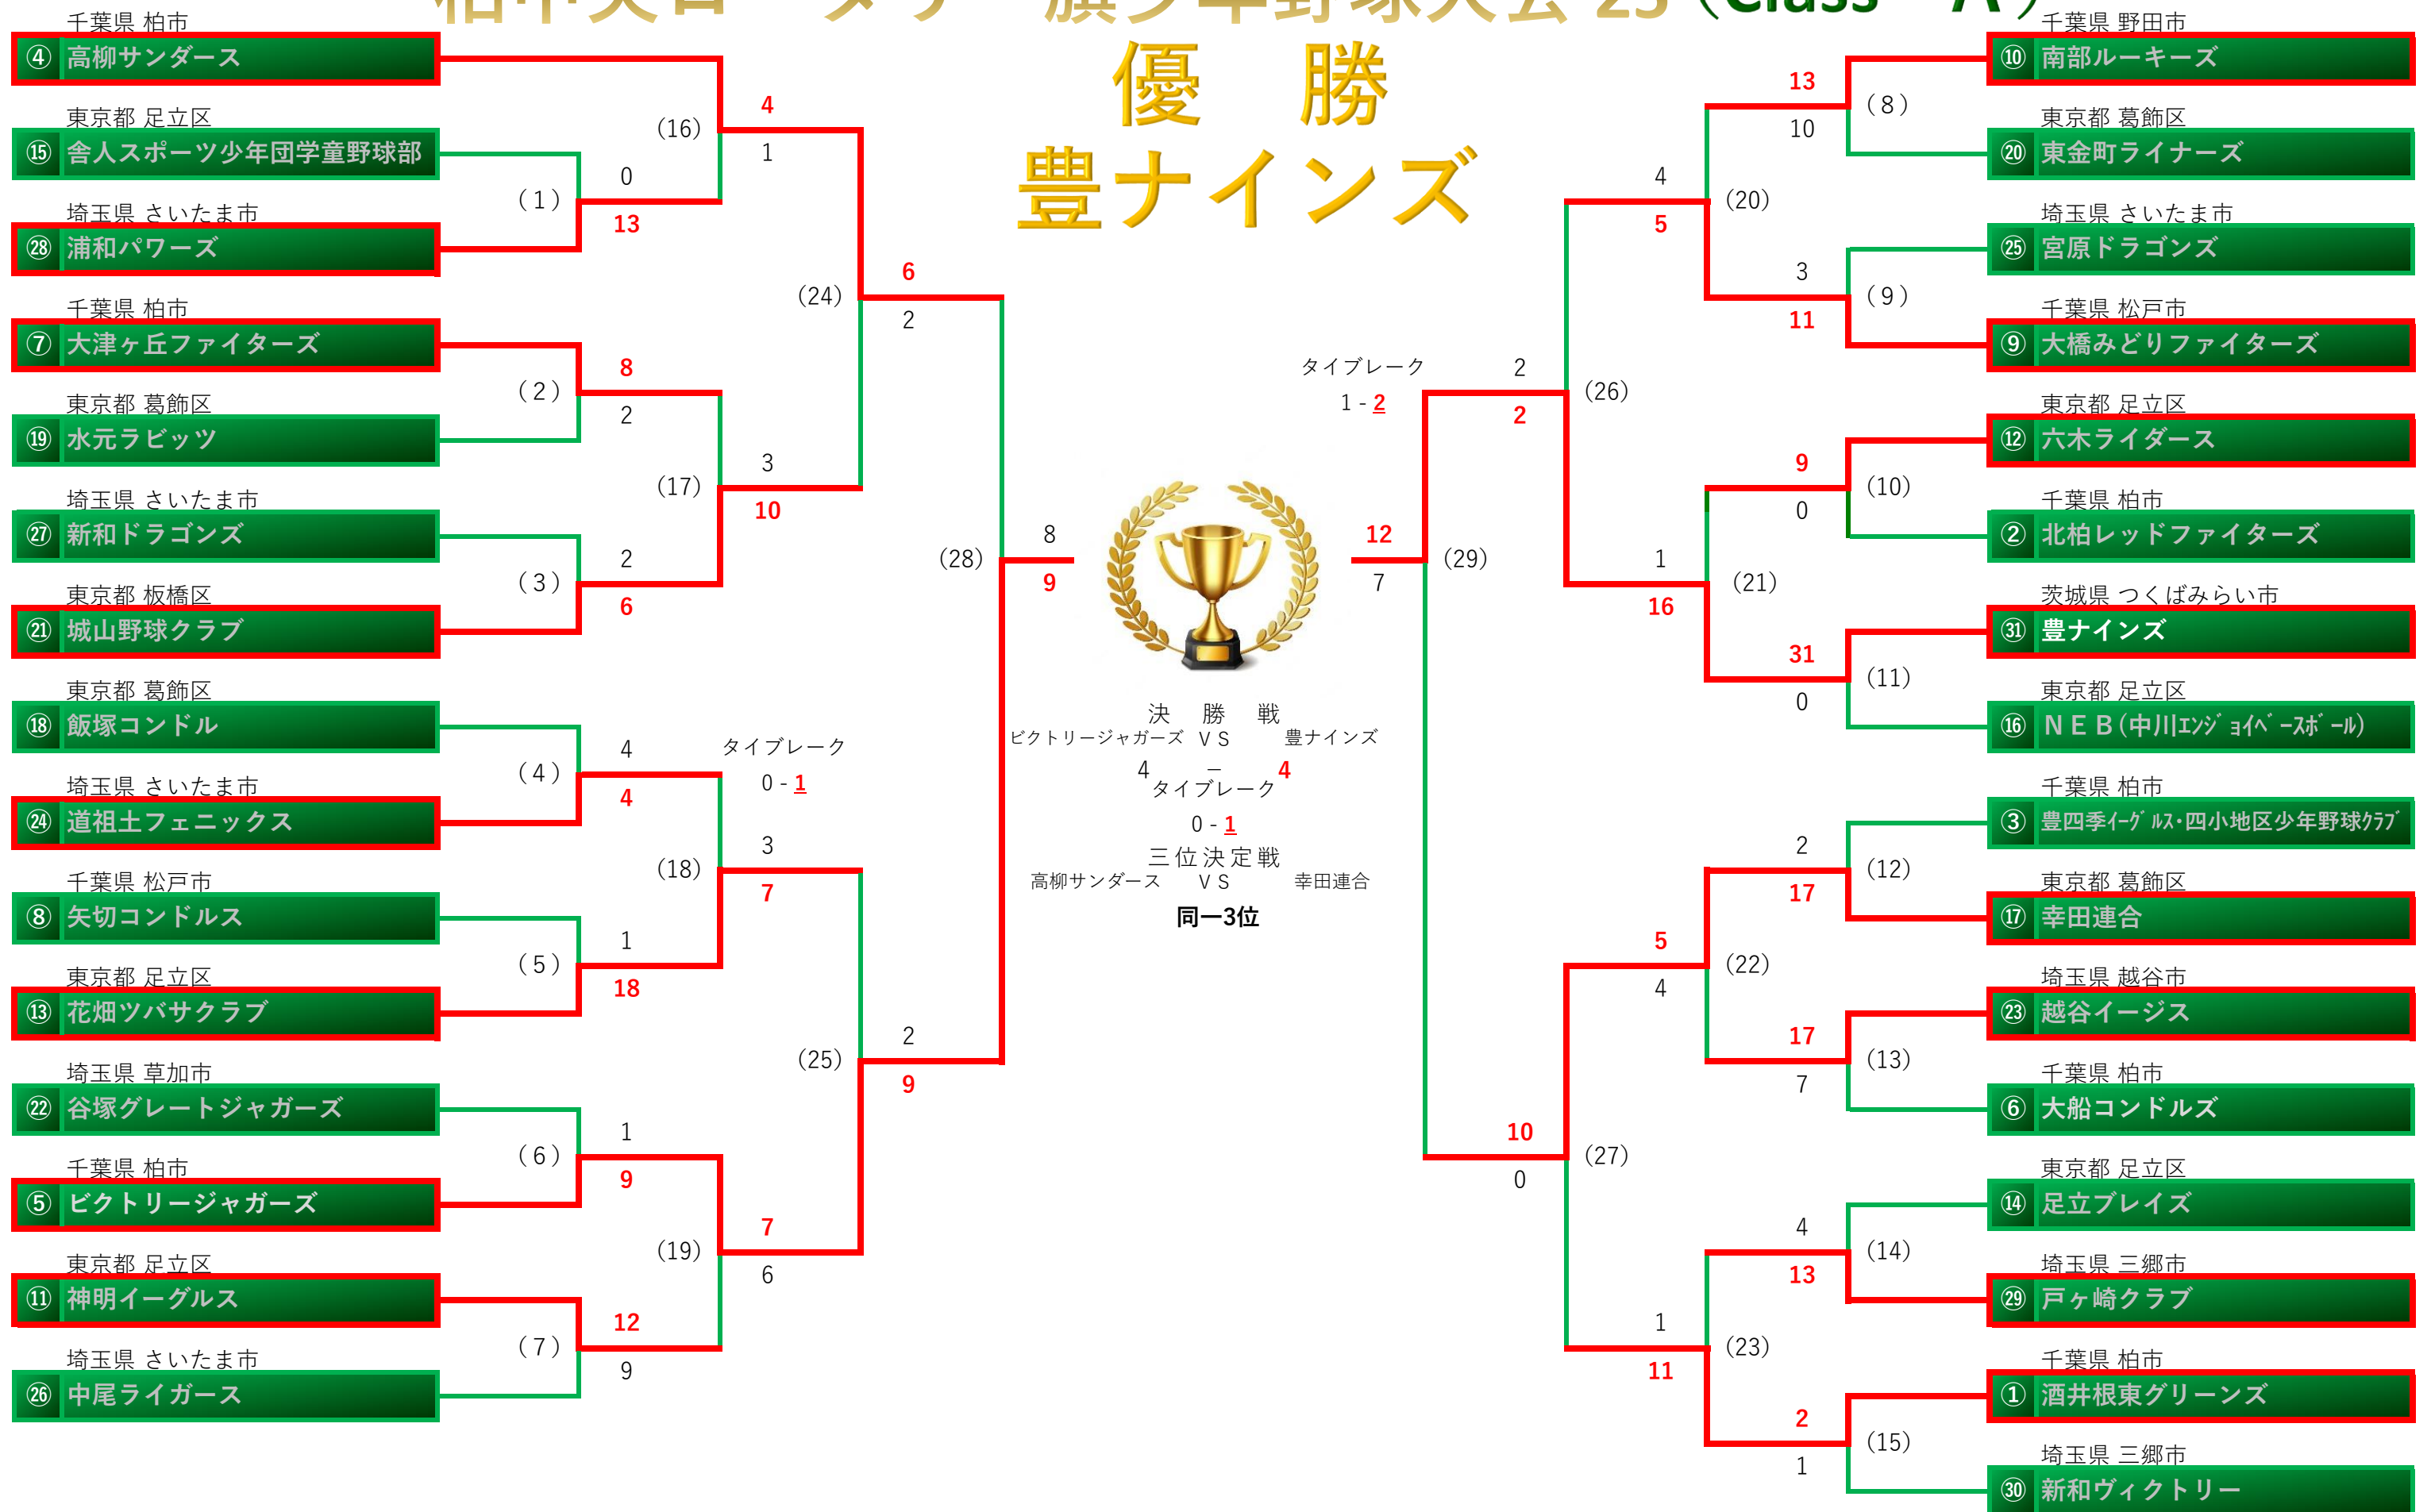 柏中央ロータリー旗少年野球大会 25 (Class A)
優 勝
豊ナインズ
千葉県 柏市
④ 高柳サンダース
東京都 足立区
⑮ 舎人スポーツ少年団学童野球部
埼玉県 さいたま市
㉘ 浦和パワーズ
千葉県 柏市
⑦ 大津ヶ丘ファイターズ
東京都 葛飾区
⑲ 水元ラビッツ
埼玉県 さいたま市
㉗ 新和ドラゴンズ
東京都 板橋区
㉑ 城山野球クラブ
東京都 葛飾区
⑱ 飯塚コンドル
埼玉県 さいたま市
㉔ 道祖土フェニックス
千葉県 松戸市
⑧ 矢切コンドルス
東京都 足立区
⑬ 花畑ツバサクラブ
埼玉県 草加市
㉒ 谷塚グレートジャガーズ
千葉県 柏市
⑤ ビクトリージャガーズ
東京都 足立区
⑪ 神明イーグルス
埼玉県 さいたま市
㉖ 中尾ライガース
(1)
0
13
(2)
8
2
(3)
2
6
(4)
4
4
タイブレーク
0 - 1
(5)
1
18
(6)
1
9
(7)
12
9
(16)
4
1
(17)
3
10
(18)
3
7
(19)
7
6
(24)
6
2
(25)
2
9
(28)
8
9
決 勝 戦
ビクトリージャガーズ VS 豊ナインズ
4 – 4
タイブレーク
0 - 1
三位決定戦
高柳サンダース VS 幸田連合
同一3位
12
7
(29)
タイブレーク
1 - 2
2
2
(26)
10
0
(27)
4
5
(20)
1
16
(21)
5
4
(22)
1
11
(23)
13
10
(8)
3
11
(9)
9
0
(10)
31
0
(11)
2
17
(12)
17
7
(13)
4
13
(14)
2
1
(15)
千葉県 野田市
⑩ 南部ルーキーズ
東京都 葛飾区
⑳ 東金町ライナーズ
埼玉県 さいたま市
㉕ 宮原ドラゴンズ
千葉県 松戸市
⑨ 大橋みどりファイターズ
東京都 足立区
⑫ 六木ライダース
千葉県 柏市
② 北柏レッドファイターズ
茨城県 つくばみらい市
㉛ 豊ナインズ
東京都 足立区
⑯ ＮＥＢ(中川ｴﾝｼﾞｮｲﾍﾞｰｽﾎﾞｰﾙ)
千葉県 柏市
③ 豊四季ｲｰｸﾞﾙｽ・四小地区少年野球ｸﾗﾌﾞ
東京都 葛飾区
⑰ 幸田連合
埼玉県 越谷市
㉓ 越谷イージス
千葉県 柏市
⑥ 大船コンドルズ
東京都 足立区
⑭ 足立ブレイズ
埼玉県 三郷市
㉙ 戸ヶ崎クラブ
千葉県 柏市
① 酒井根東グリーンズ
埼玉県 三郷市
㉚ 新和ヴィクトリー